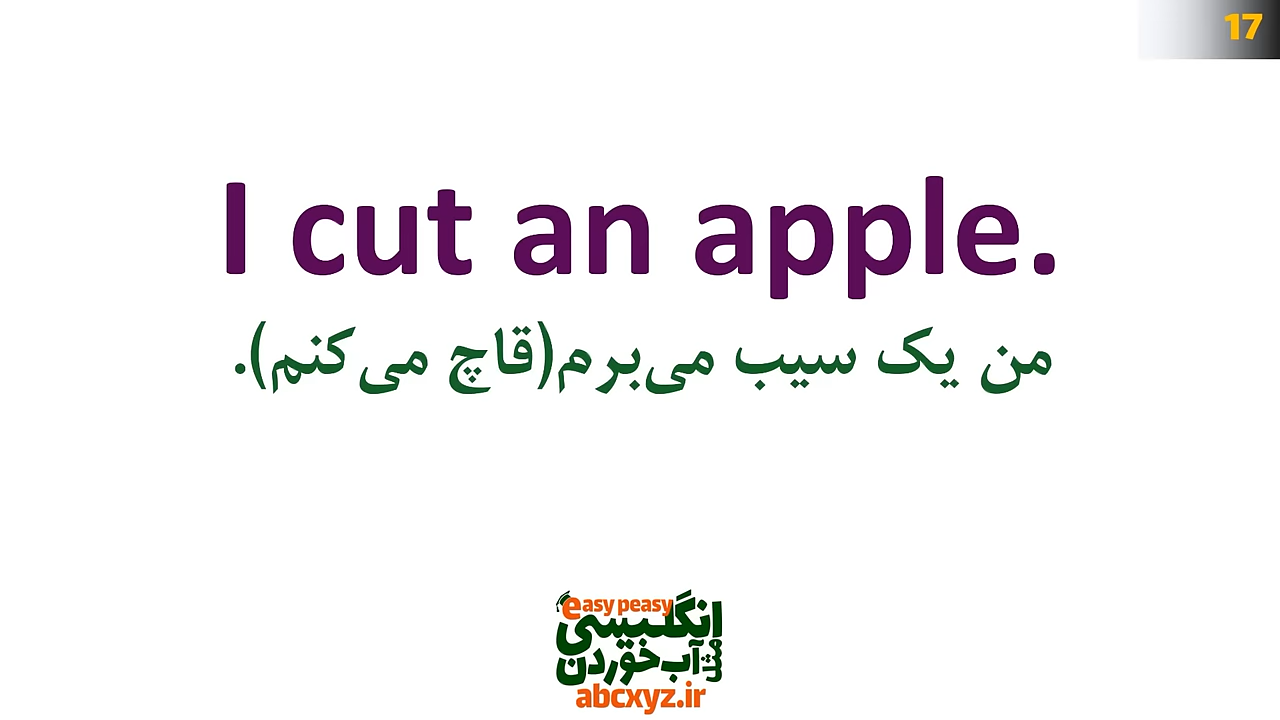 17
I cut an apple.
من یک سیب می‌برم(قاچ می‌کنم).
easy peasy
انگلیسی
مثل آب خوردن
abcxyz.ir